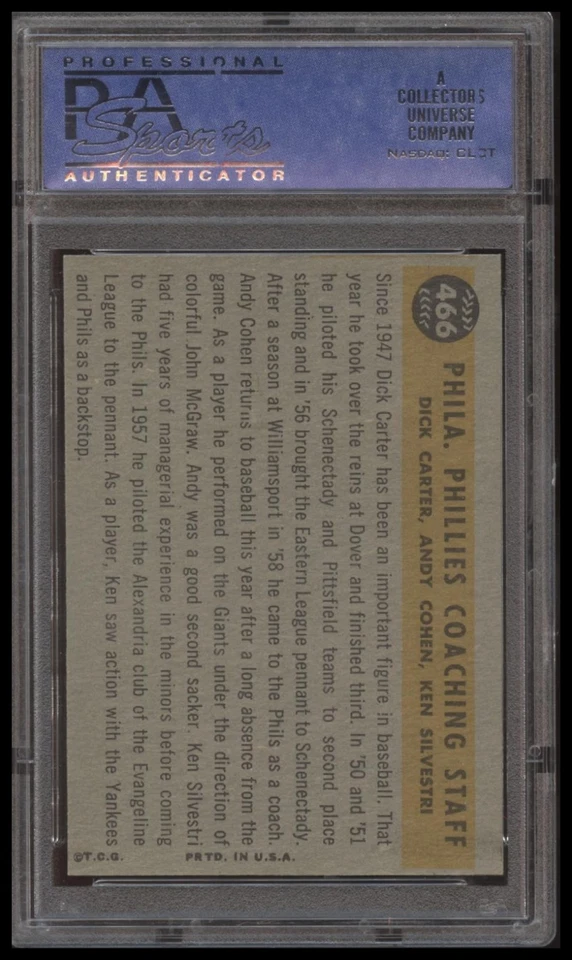 PROFESSIONAL
PSA
Sports
AUTHENTICATOR
A
COLLECTORS
UNIVERSE
COMPANY
NASDAQ: CLCT
466
PHILA. PHILLIES COACHING STAFF
DICK CARTER, ANDY COHEN, KEN SILVESTRI
Since 1947 Dick Carter has been an important figure in baseball. That
year he took over the reins at Dover and finished third. In '50 and '51
he piloted his Schenectady and Pittsfield teams to second place
standing and in '56 brought the Eastern League pennant to Schenectady.
After a season at Williamsport in '58 he came to the Phils as a coach.
Andy Cohen returns to baseball this year after a long absence from the
game. As a player he performed on the Giants under the direction of
colorful John McGraw. Andy was a good second sacker. Ken Silvestri
had five years of managerial experience in the minors before coming
to the Phils. In 1957 he piloted the Alexandria club of the Evangeline
League to the pennant. As a player, Ken saw action with the Yankees
and Phils as a backstop.
©T.C.G. PRTD. IN U.S.A.